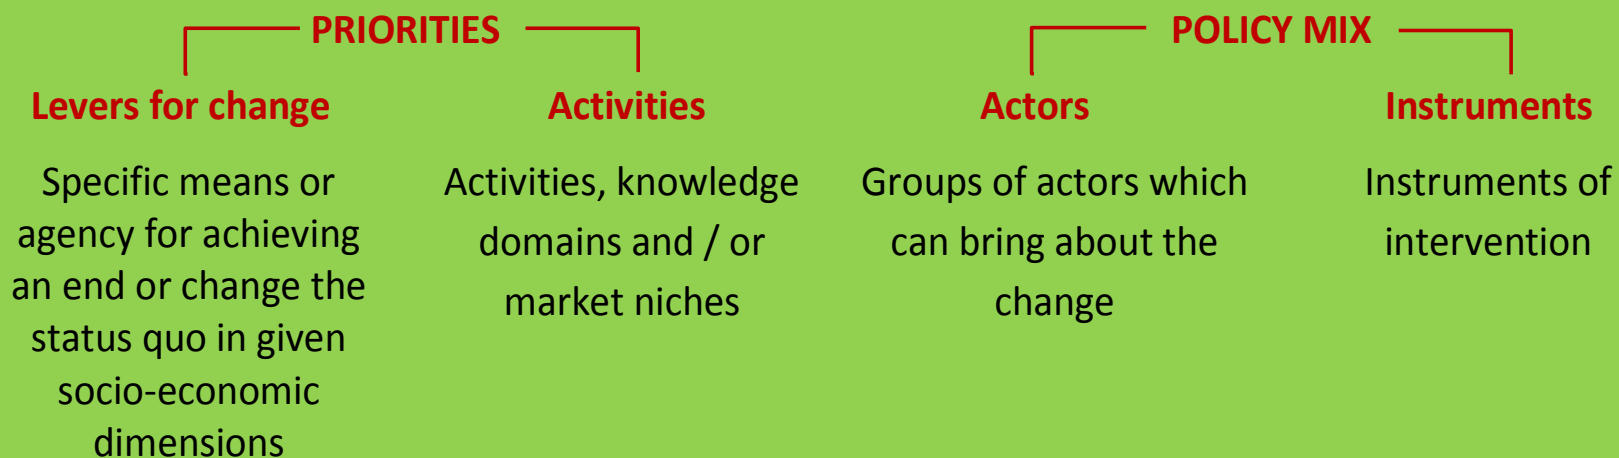 PRIORITIES
POLICY MIX
Levers for change
Specific means or
agency for achieving
an end or change the
status quo in given
socio-economic
dimensions
Activities
Activities, knowledge
domains and / or
market niches
Actors
Groups of actors which
can bring about the
change
Instruments
Instruments of
intervention